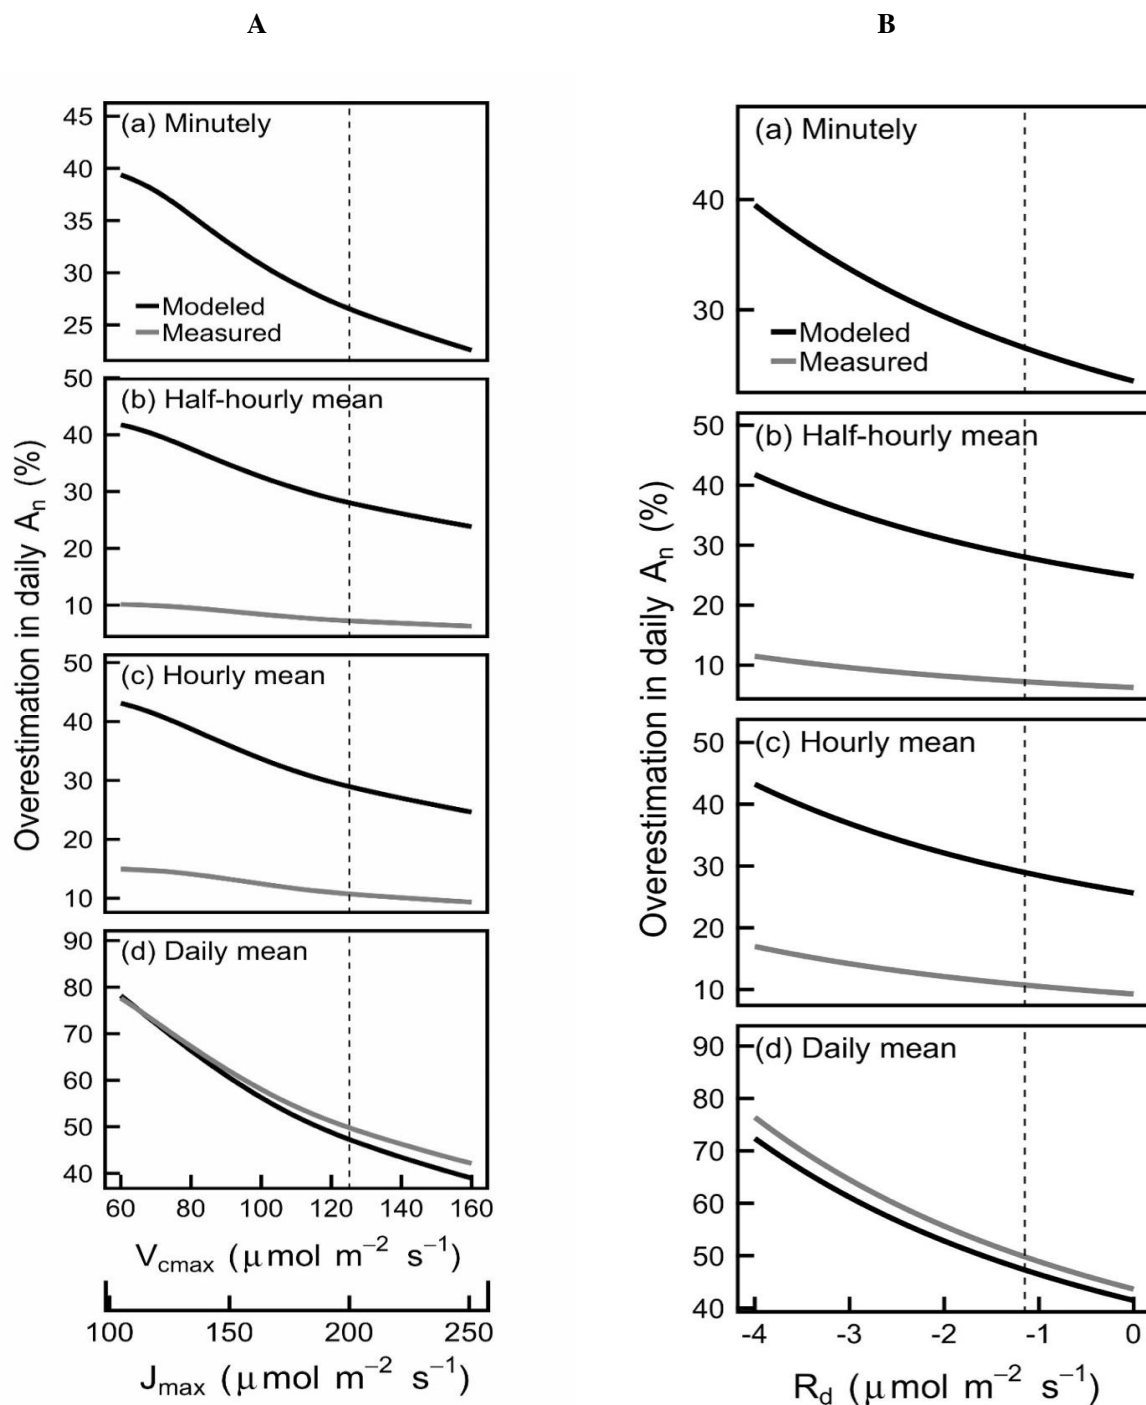 A
B
Overestimation in daily Aₙ (%)
(a) Minutely
45
40
35
30
25
Modeled
Measured
(b) Half-hourly mean
50
40
30
20
10
(c) Hourly mean
50
40
30
20
10
(d) Daily mean
90
80
70
60
50
40
60 80 100 120 140 160
V_cmax (μmol m⁻² s⁻¹)
100 150 200 250
J_max (μmol m⁻² s⁻¹)
Overestimation in daily Aₙ (%)
(a) Minutely
40
30
Modeled
Measured
(b) Half-hourly mean
50
40
30
20
10
(c) Hourly mean
50
40
30
20
10
(d) Daily mean
90
80
70
60
50
40
-4 -3 -2 -1 0
R_d (μmol m⁻² s⁻¹)